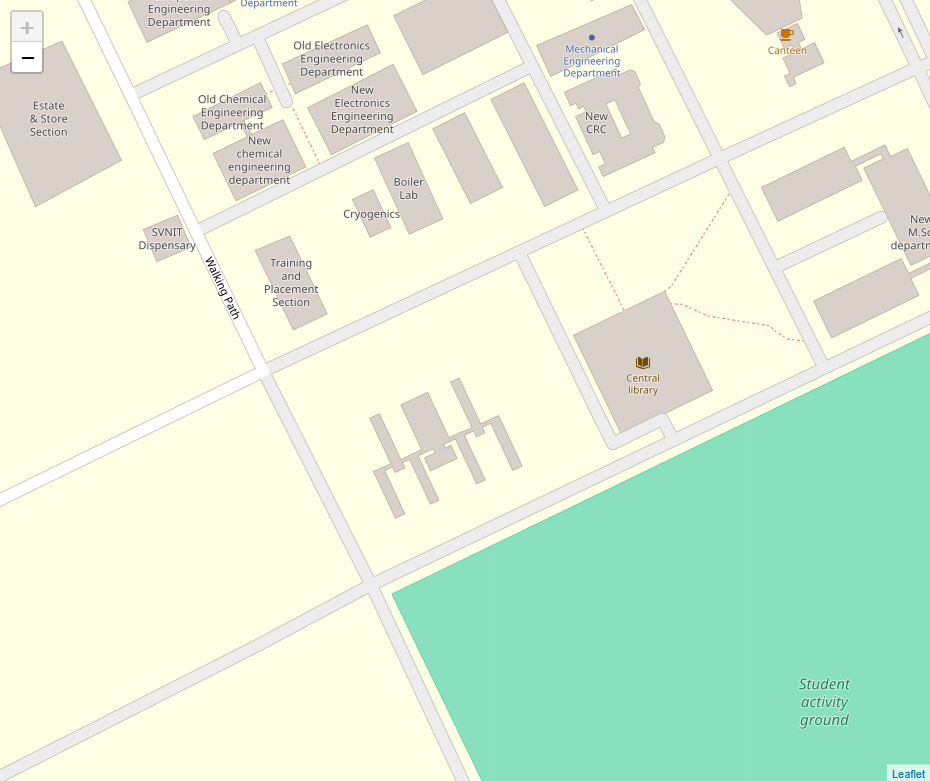 Engineering
Department
Department
+
−
Old Electronics
Engineering
Department
Mechanical
Engineering
Department
Canteen
Estate
& Store
Section
Old Chemical
Engineering
Department
New
Electronics
Engineering
Department
New
CRC
New
chemical
engineering
department
Boiler
Lab
Cryogenics
SVNIT
Dispensary
New
M.Sc
departm
Walking Path
Training
and
Placement
Section
Central
library
Student
activity
ground
Leaflet